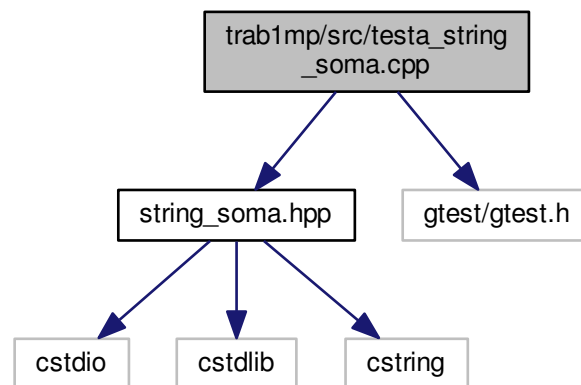 trab1mp/src/testa_string
_soma.cpp
string_soma.hpp
gtest/gtest.h
cstdio
cstdlib
cstring